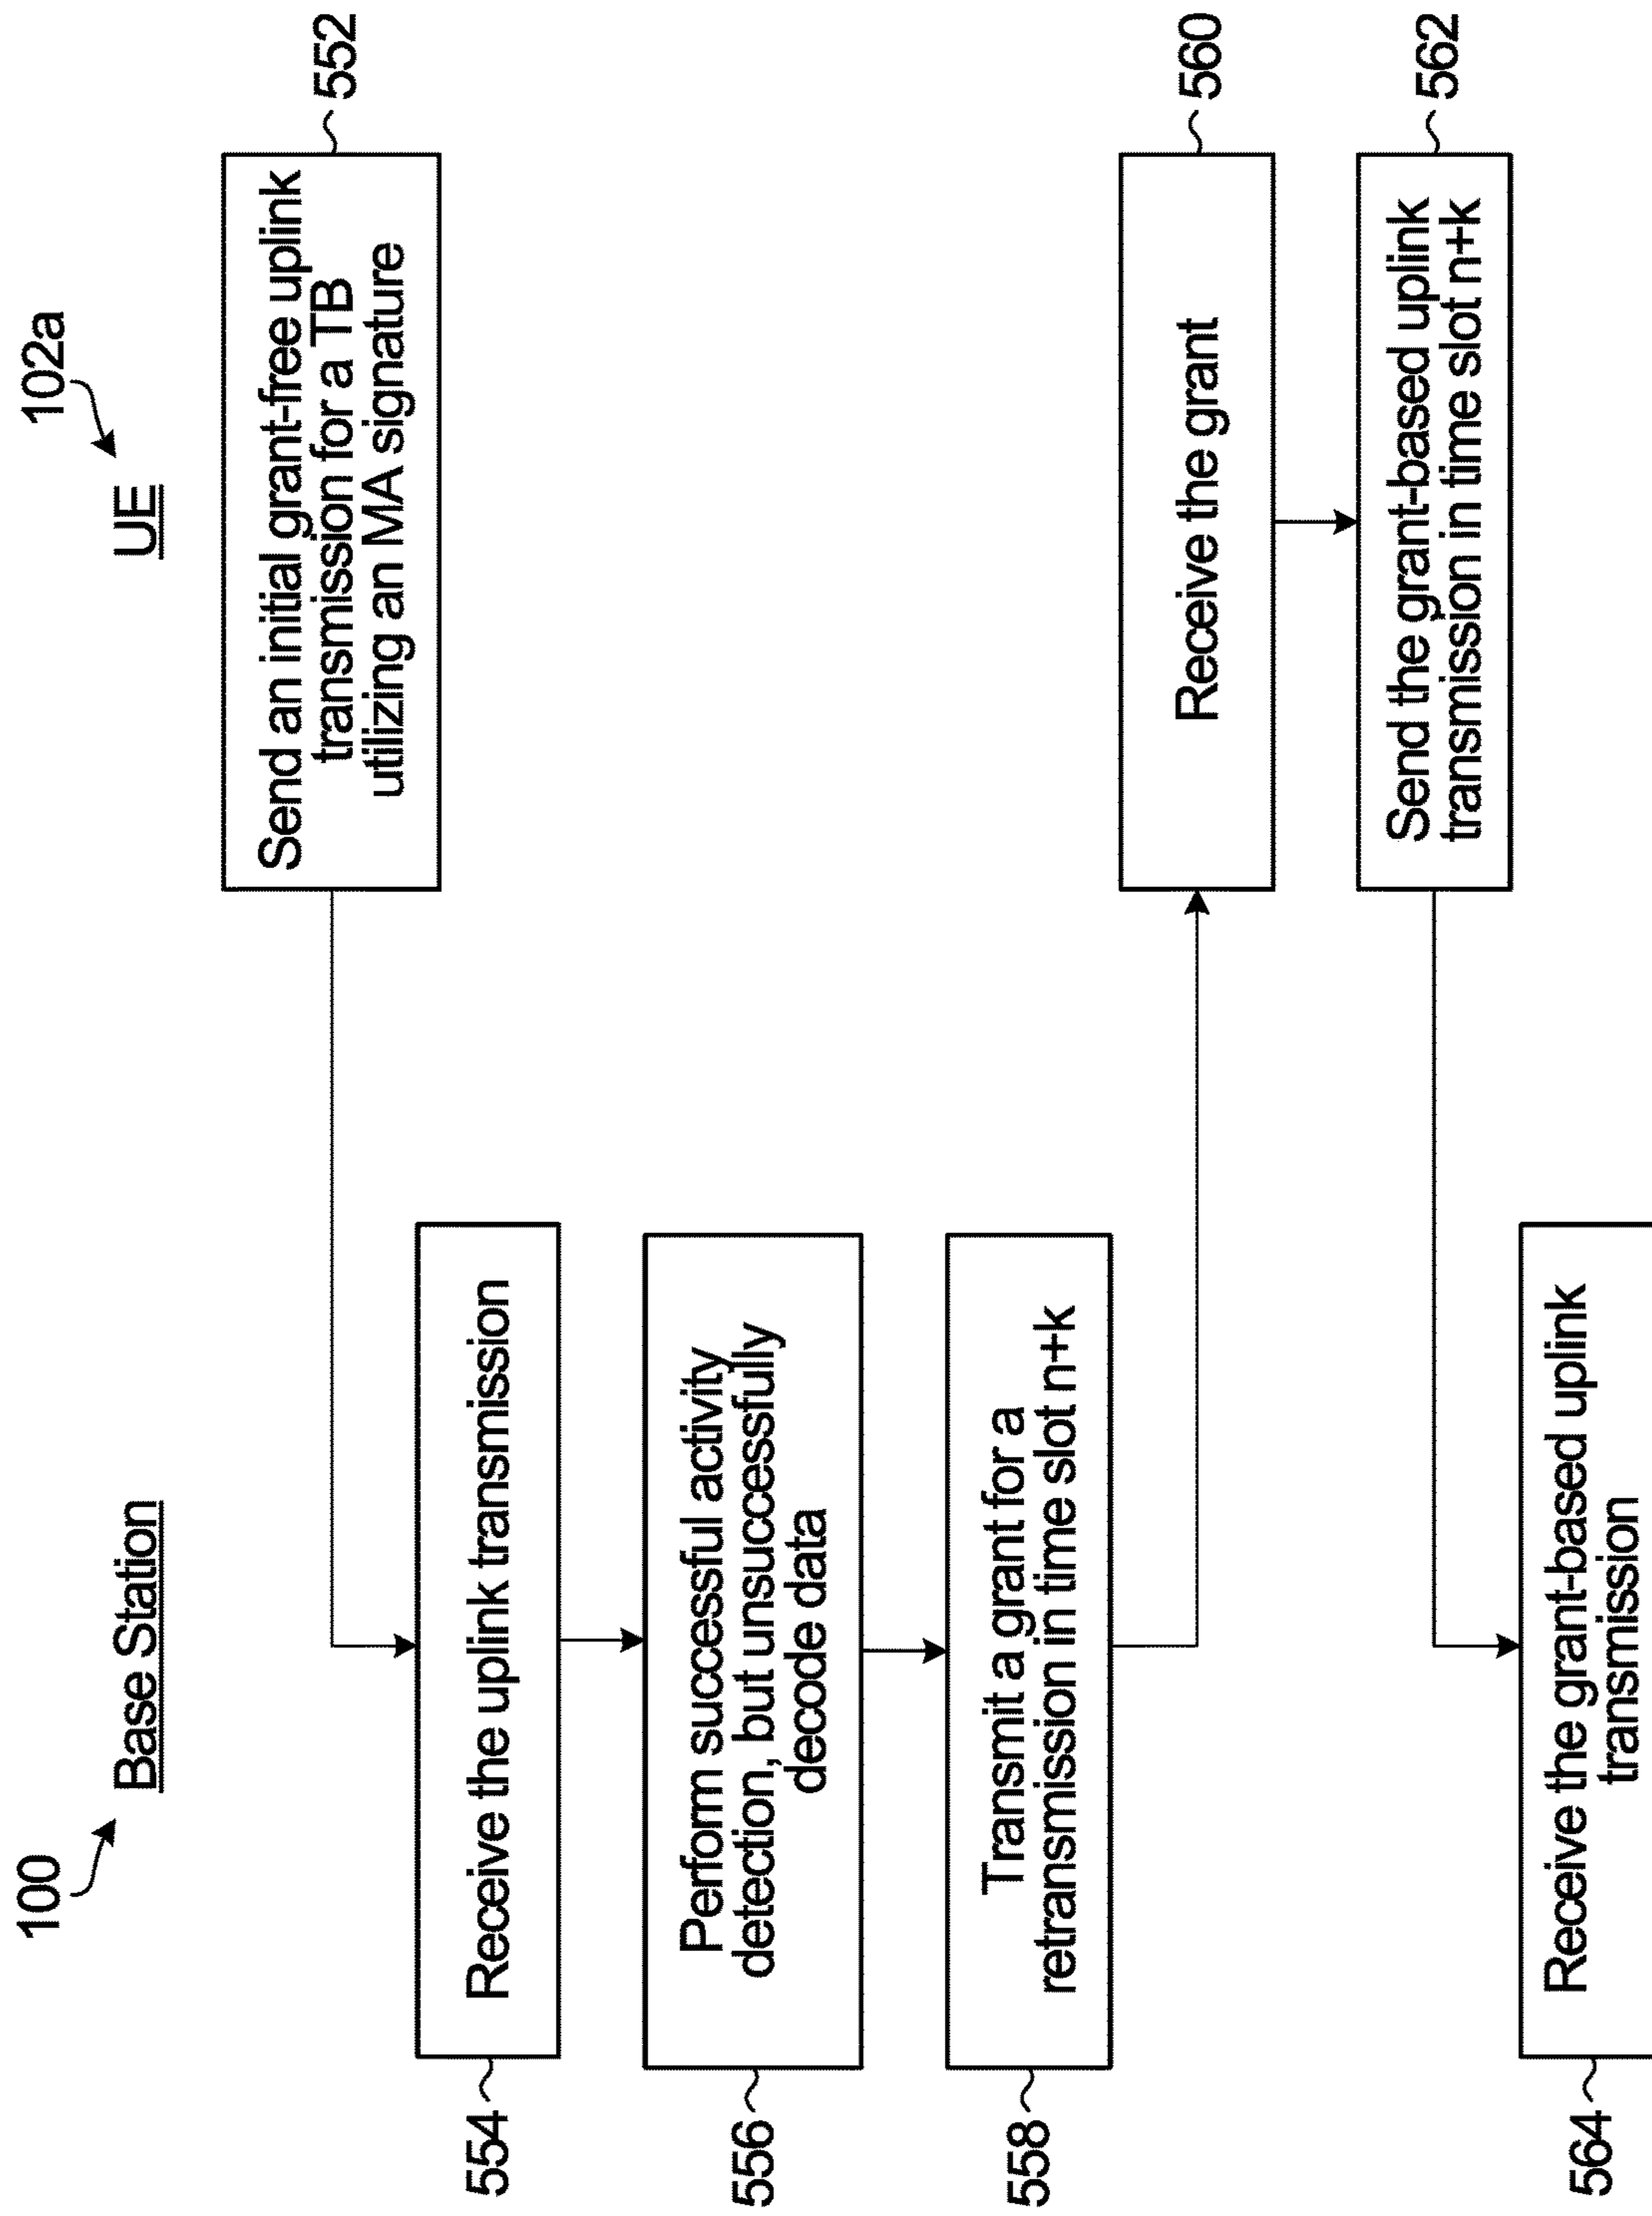 100
Base Station
102a
UE
Send an initial grant-free uplink
transmission for a TB
utilizing an MA signature
552
554
Receive the uplink transmission
556
Perform successful activity
detection, but unsuccessfully
decode data
558
Transmit a grant for a
retransmission in time slot n+k
Receive the grant
560
Send the grant-based uplink
transmission in time slot n+k
562
564
Receive the grant-based uplink
transmission